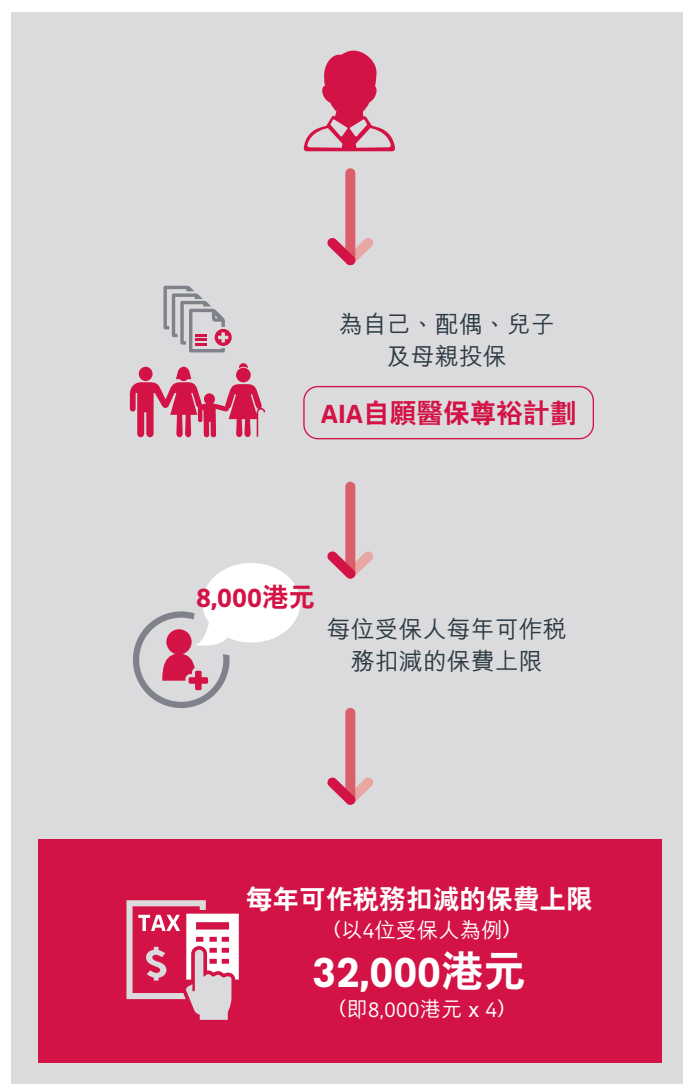 為自己、配偶、兒子
及母親投保
AIA自願醫保尊裕計劃
8,000港元
每位受保人每年可作税
務扣減的保費上限
每年可作税務扣減的保費上限
（以4位受保人為例）
TAX
$
32,000港元
（即8,000港元 x 4）